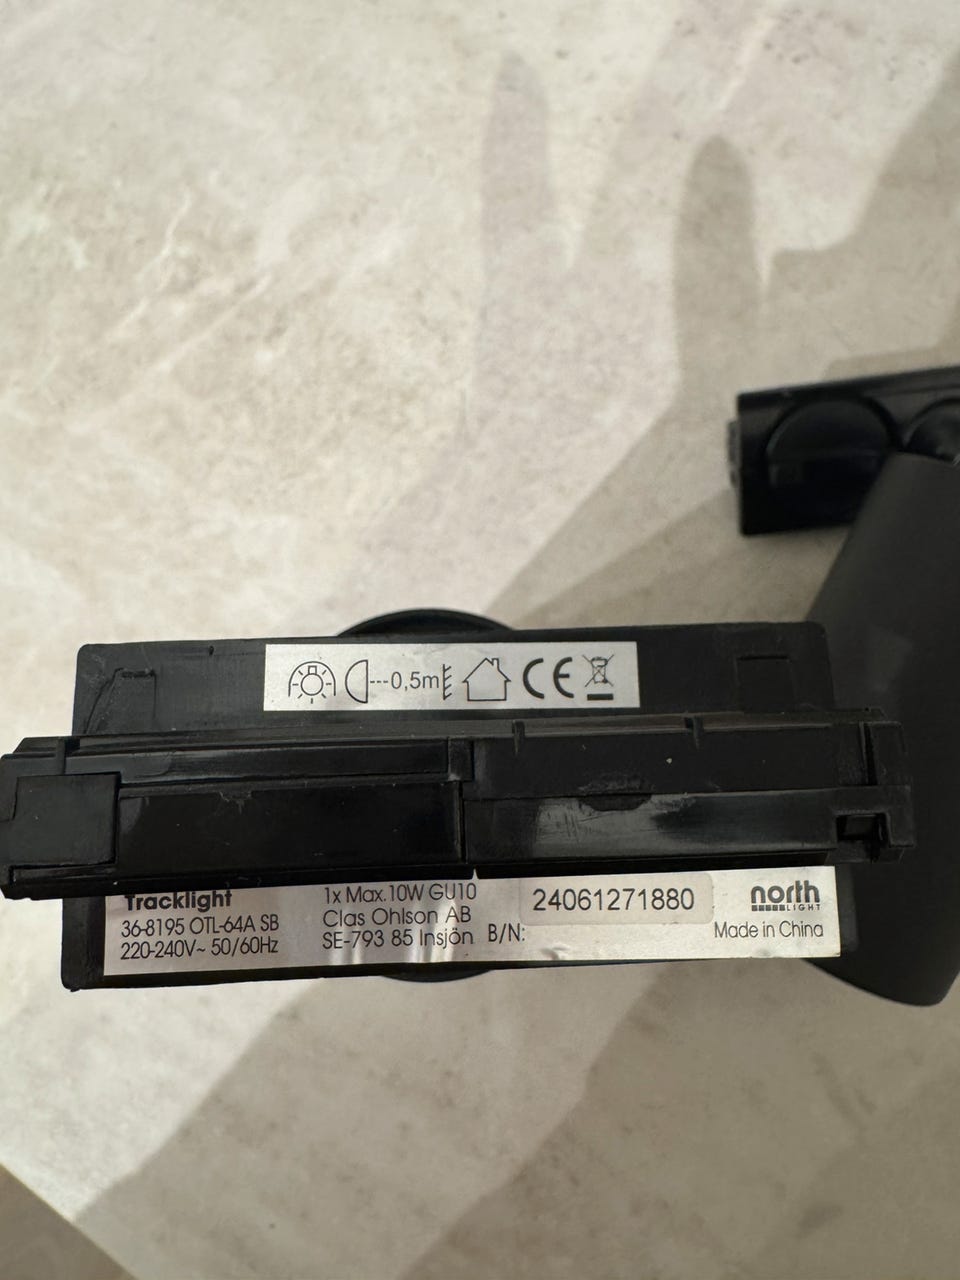 0,5m
CE
Tracklight
36-8195 OTL-64A SB
220-240V~ 50/60Hz
1x Max.10W GU10
Clas Ohlson AB
SE-793 85 Insjön
B/N:
24061271880
north
LIGHT
Made in China